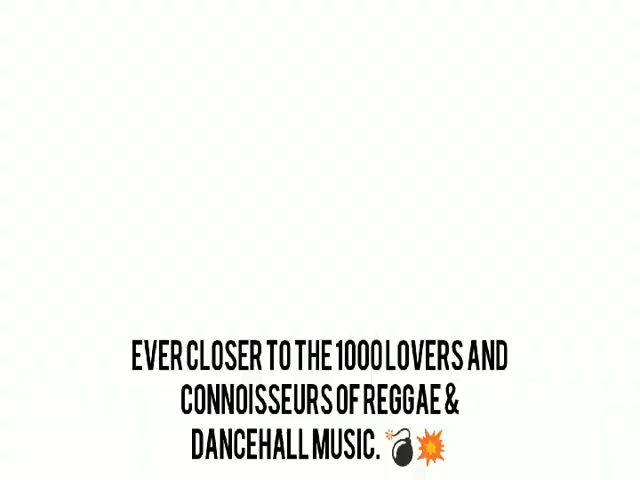 EVER CLOSER TO THE 1000 LOVERS AND
CONNOISSEURS OF REGGAE &
DANCEHALL MUSIC. 💣💥